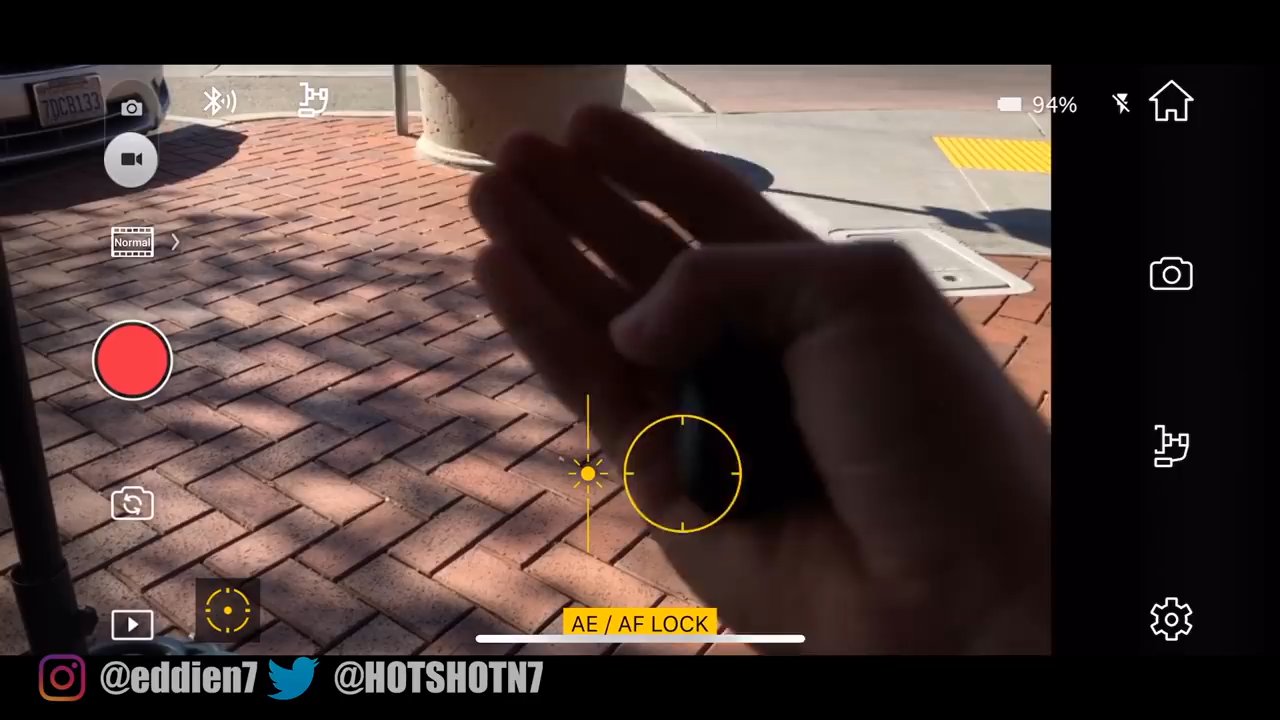 7DCB133
94%
Normal
AE / AF LOCK
@eddien7 @HOTSHOTN7